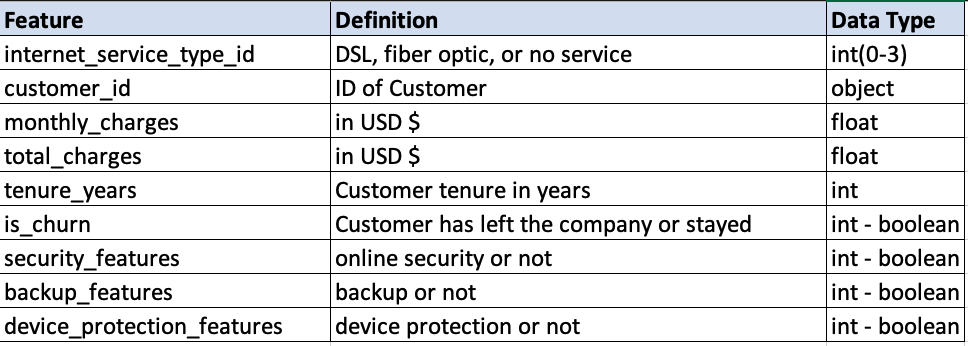 Feature Definition Data Type
internet_service_type_id DSL, fiber optic, or no service int(0-3)
customer_id ID of Customer object
monthly_charges in USD $ float
total_charges in USD $ float
tenure_years Customer tenure in years int
is_churn Customer has left the company or stayed int - boolean
security_features online security or not int - boolean
backup_features backup or not int - boolean
device_protection_features device protection or not int - boolean